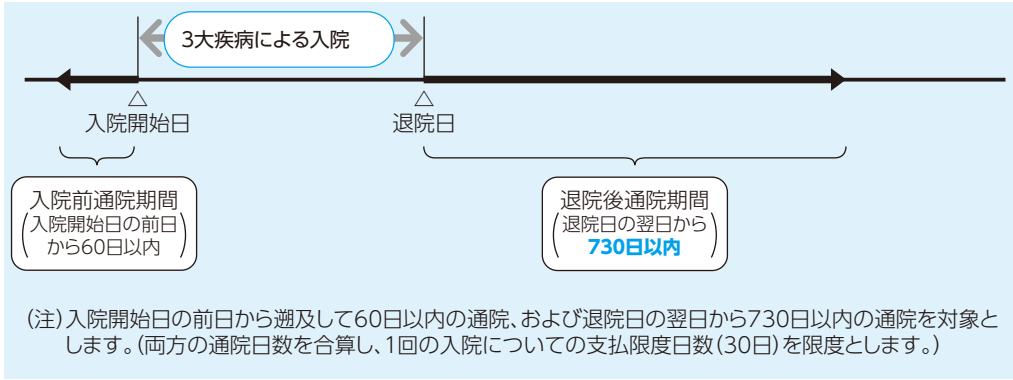 3大疾病による入院
△
△
入院開始日
退院日
入院前通院期間
(入院開始日の前日
から60日以内)
退院後通院期間
(退院日の翌日から
730日以内)
(注)入院開始日の前日から遡及して60日以内の通院、および退院日の翌日から730日以内の通院を対象と
します。(両方の通院日数を合算し、1回の入院についての支払限度日数(30日)を限度とします。)